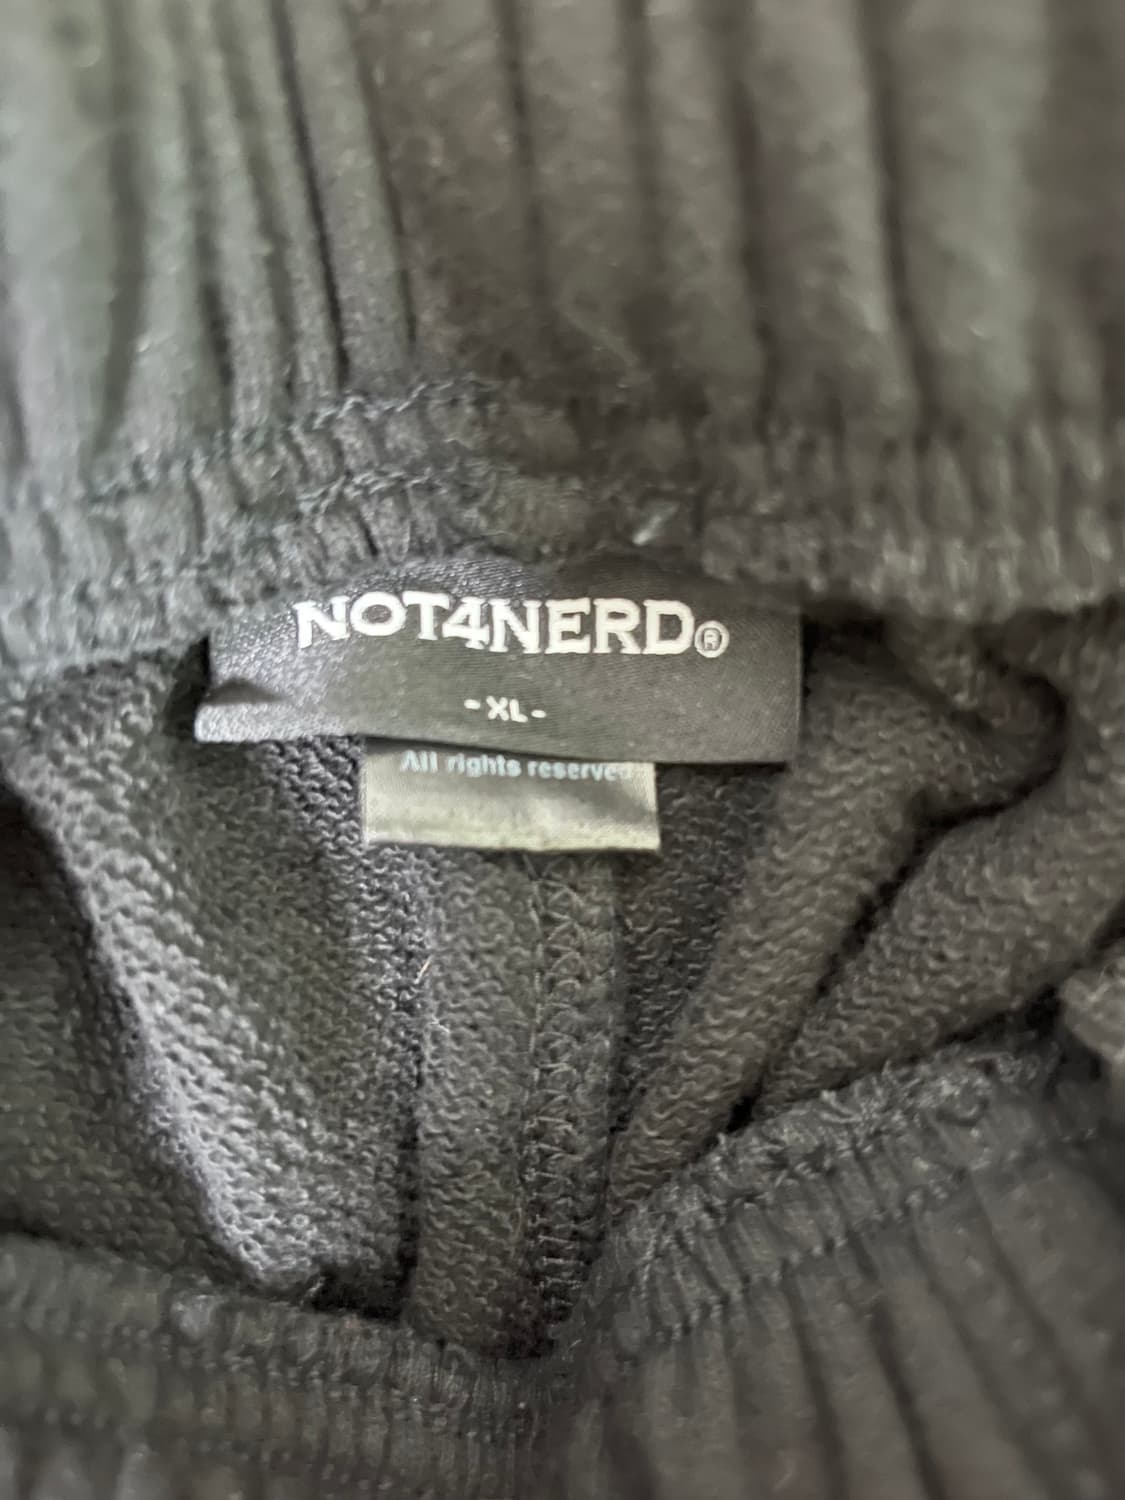 NOT4NERD®
- XL -
All rights reserved